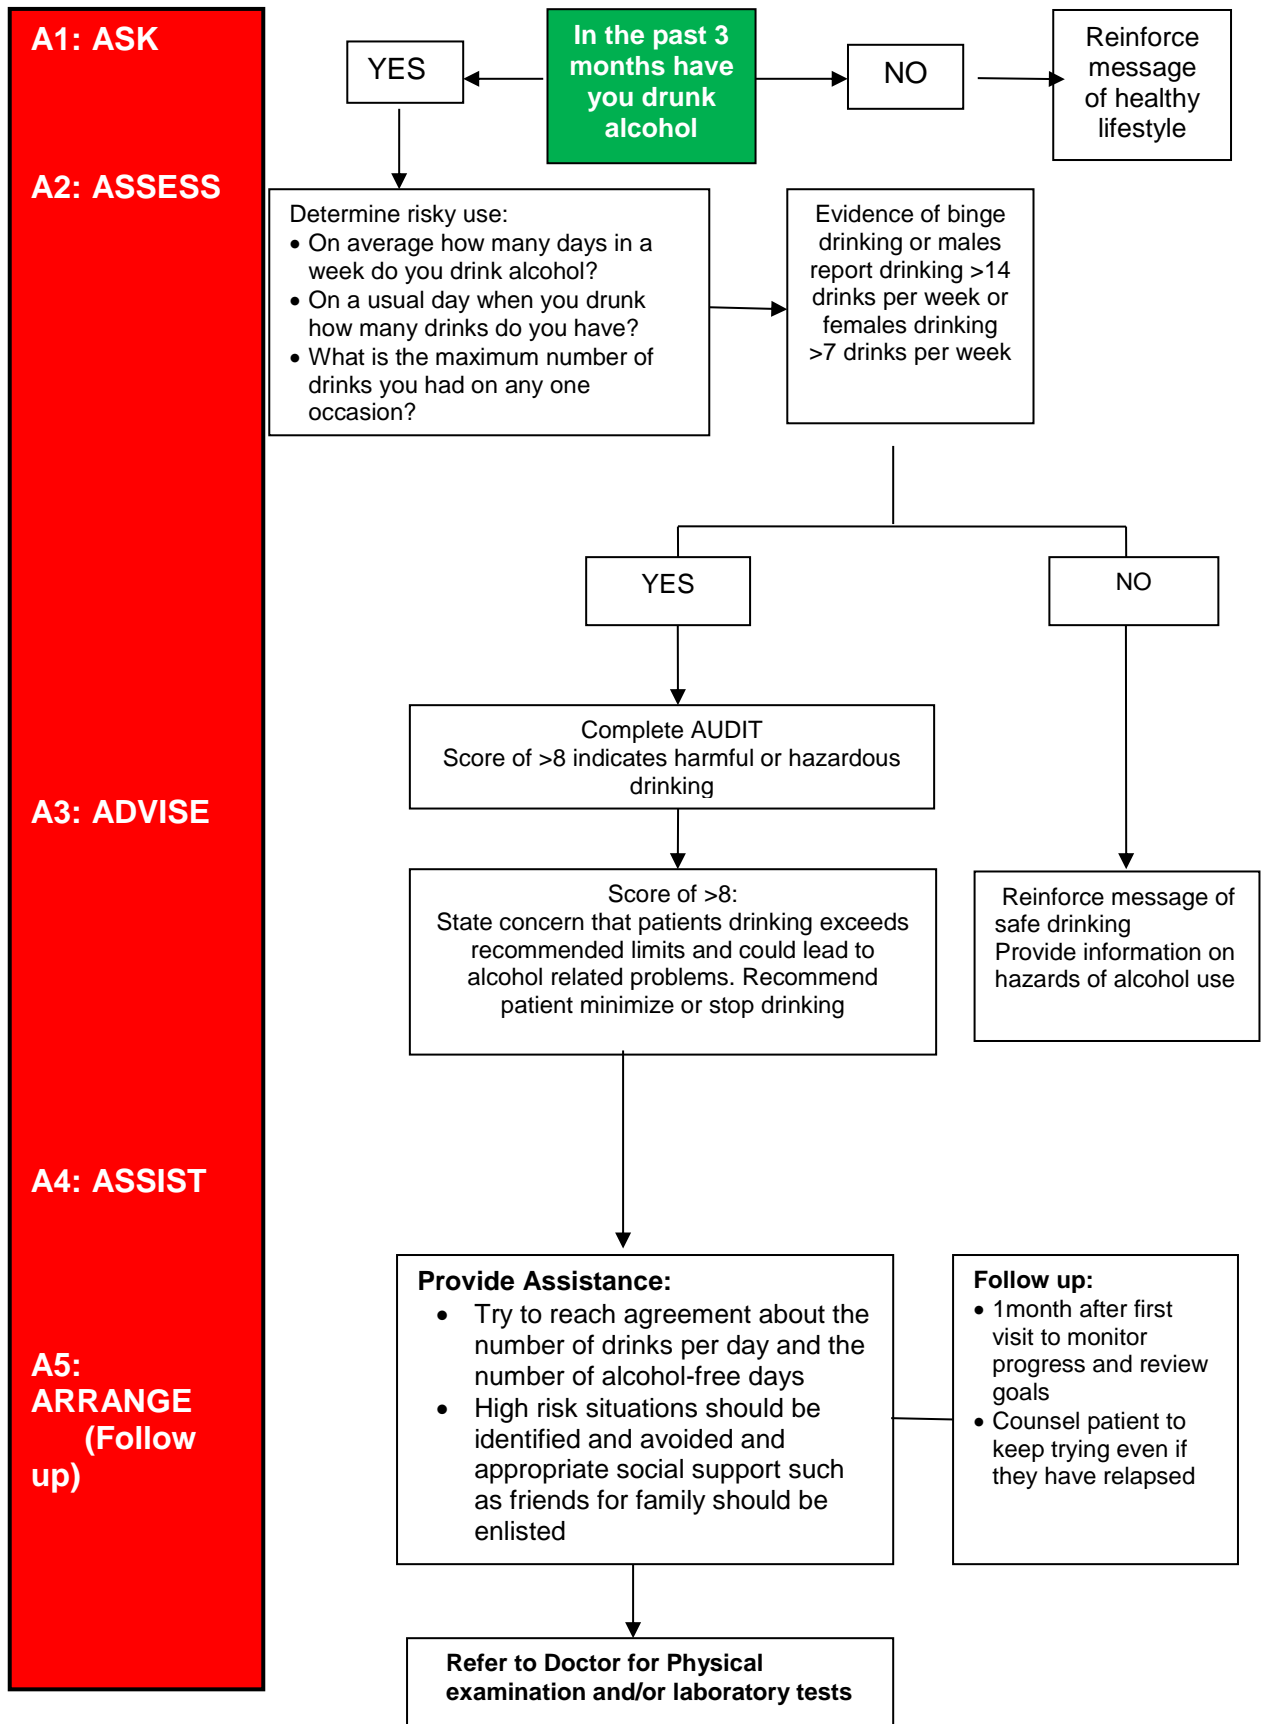 A1: ASK
YES
In the past 3
months have
you drunk
alcohol
NO
Reinforce
message
of healthy
lifestyle
A2: ASSESS
Determine risky use:
• On average how many days in a
week do you drink alcohol?
• On a usual day when you drunk
how many drinks do you have?
• What is the maximum number of
drinks you had on any one
occasion?
Evidence of binge
drinking or males
report drinking >14
drinks per week or
females drinking
>7 drinks per week
YES
NO
Complete AUDIT
Score of >8 indicates harmful or hazardous
drinking
A3: ADVISE
Score of >8:
State concern that patients drinking exceeds
recommended limits and could lead to
alcohol related problems. Recommend
patient minimize or stop drinking
Reinforce message of
safe drinking
Provide information on
hazards of alcohol use
A4: ASSIST
Provide Assistance:
• Try to reach agreement about the
number of drinks per day and the
number of alcohol-free days
• High risk situations should be
identified and avoided and
appropriate social support such
as friends for family should be
enlisted
A5:
ARRANGE
(Follow
up)
Follow up:
• 1month after first
visit to monitor
progress and review
goals
• Counsel patient to
keep trying even if
they have relapsed
Refer to Doctor for Physical
examination and/or laboratory tests